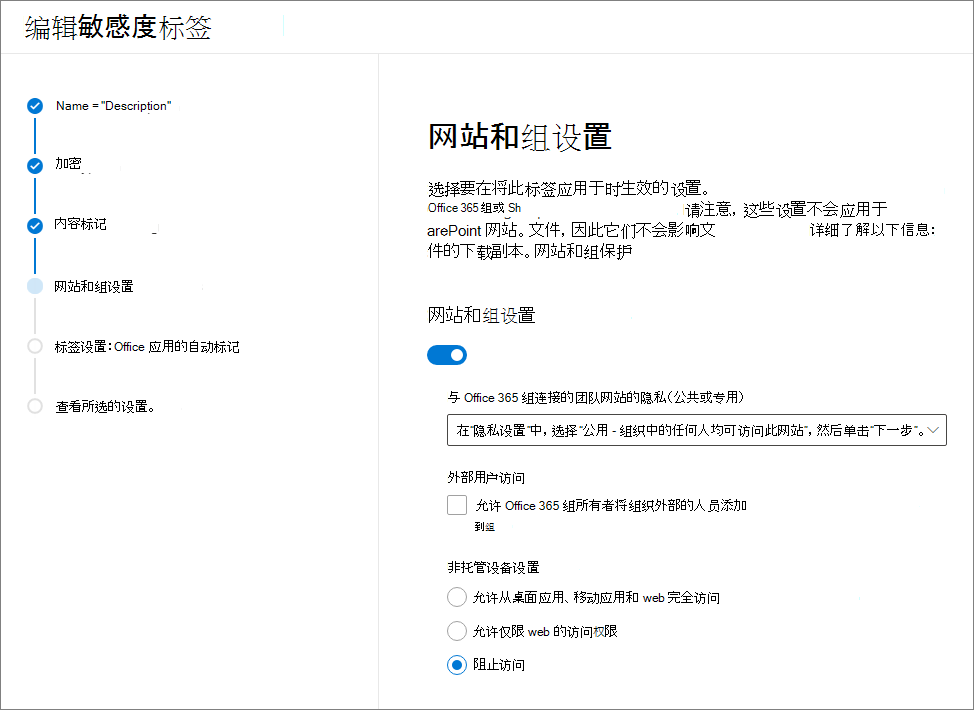 编辑敏感度标签
Name = "Description"
加密
内容标记
网站和组设置
标签设置：Office 应用的自动标记
查看所选的设置。
网站和组设置
选择要在将此标签应用于时生效的设置。
Office 365 组或 Sh 请注意，这些设置不会应用于
arePoint 网站。文件，因此它们不会影响文 详细了解以下信息：
件的下载副本。网站和组保护
网站和组设置
与 Office 365 组连接的团队网站的隐私（公共或专用）
在"隐私设置"中，选择"公用 - 组织中的任何人均可访问此网站"，然后单击"下一步"。
外部用户访问
允许 Office 365 组所有者将组织外部的人员添加
到组
非托管设备设置
允许从桌面应用、移动应用和 web 完全访问
允许仅限 web 的访问权限
阻止访问